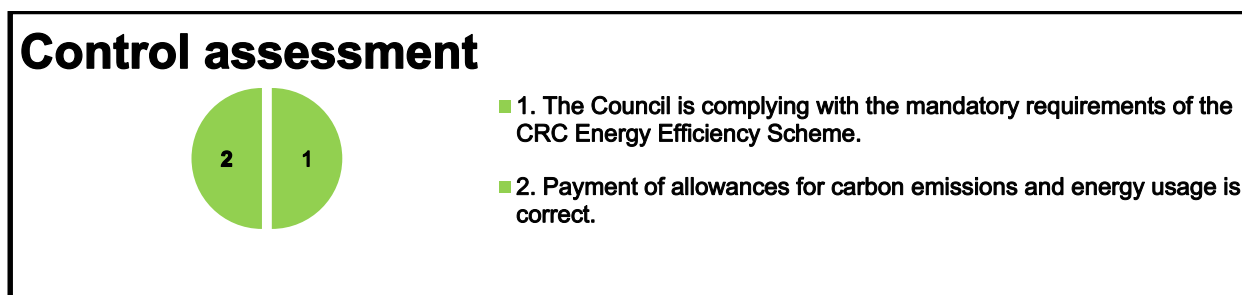 Control assessment
2
1
1. The Council is complying with the mandatory requirements of the
CRC Energy Efficiency Scheme.
2. Payment of allowances for carbon emissions and energy usage is
correct.